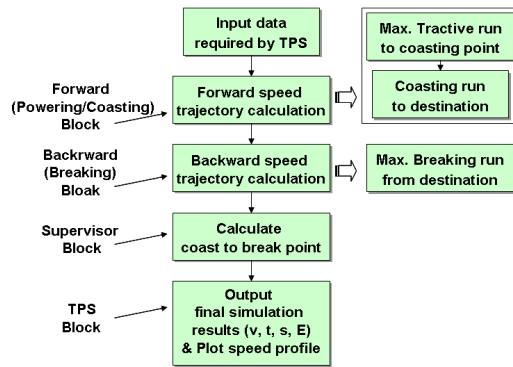 Input data
required by TPS
Max. Tractive run
to coasting point
Coasting run
to destination
Forward
(Powering/Coasting)
Block
Forward speed
trajectory calculation
Backrward
(Breaking)
Bloak
Backward speed
trajectory calculation
Max. Breaking run
from destination
Supervisor
Block
Calculate
coast to break point
TPS
Block
Output
final simulation
results (v, t, s, E)
& Plot speed profile